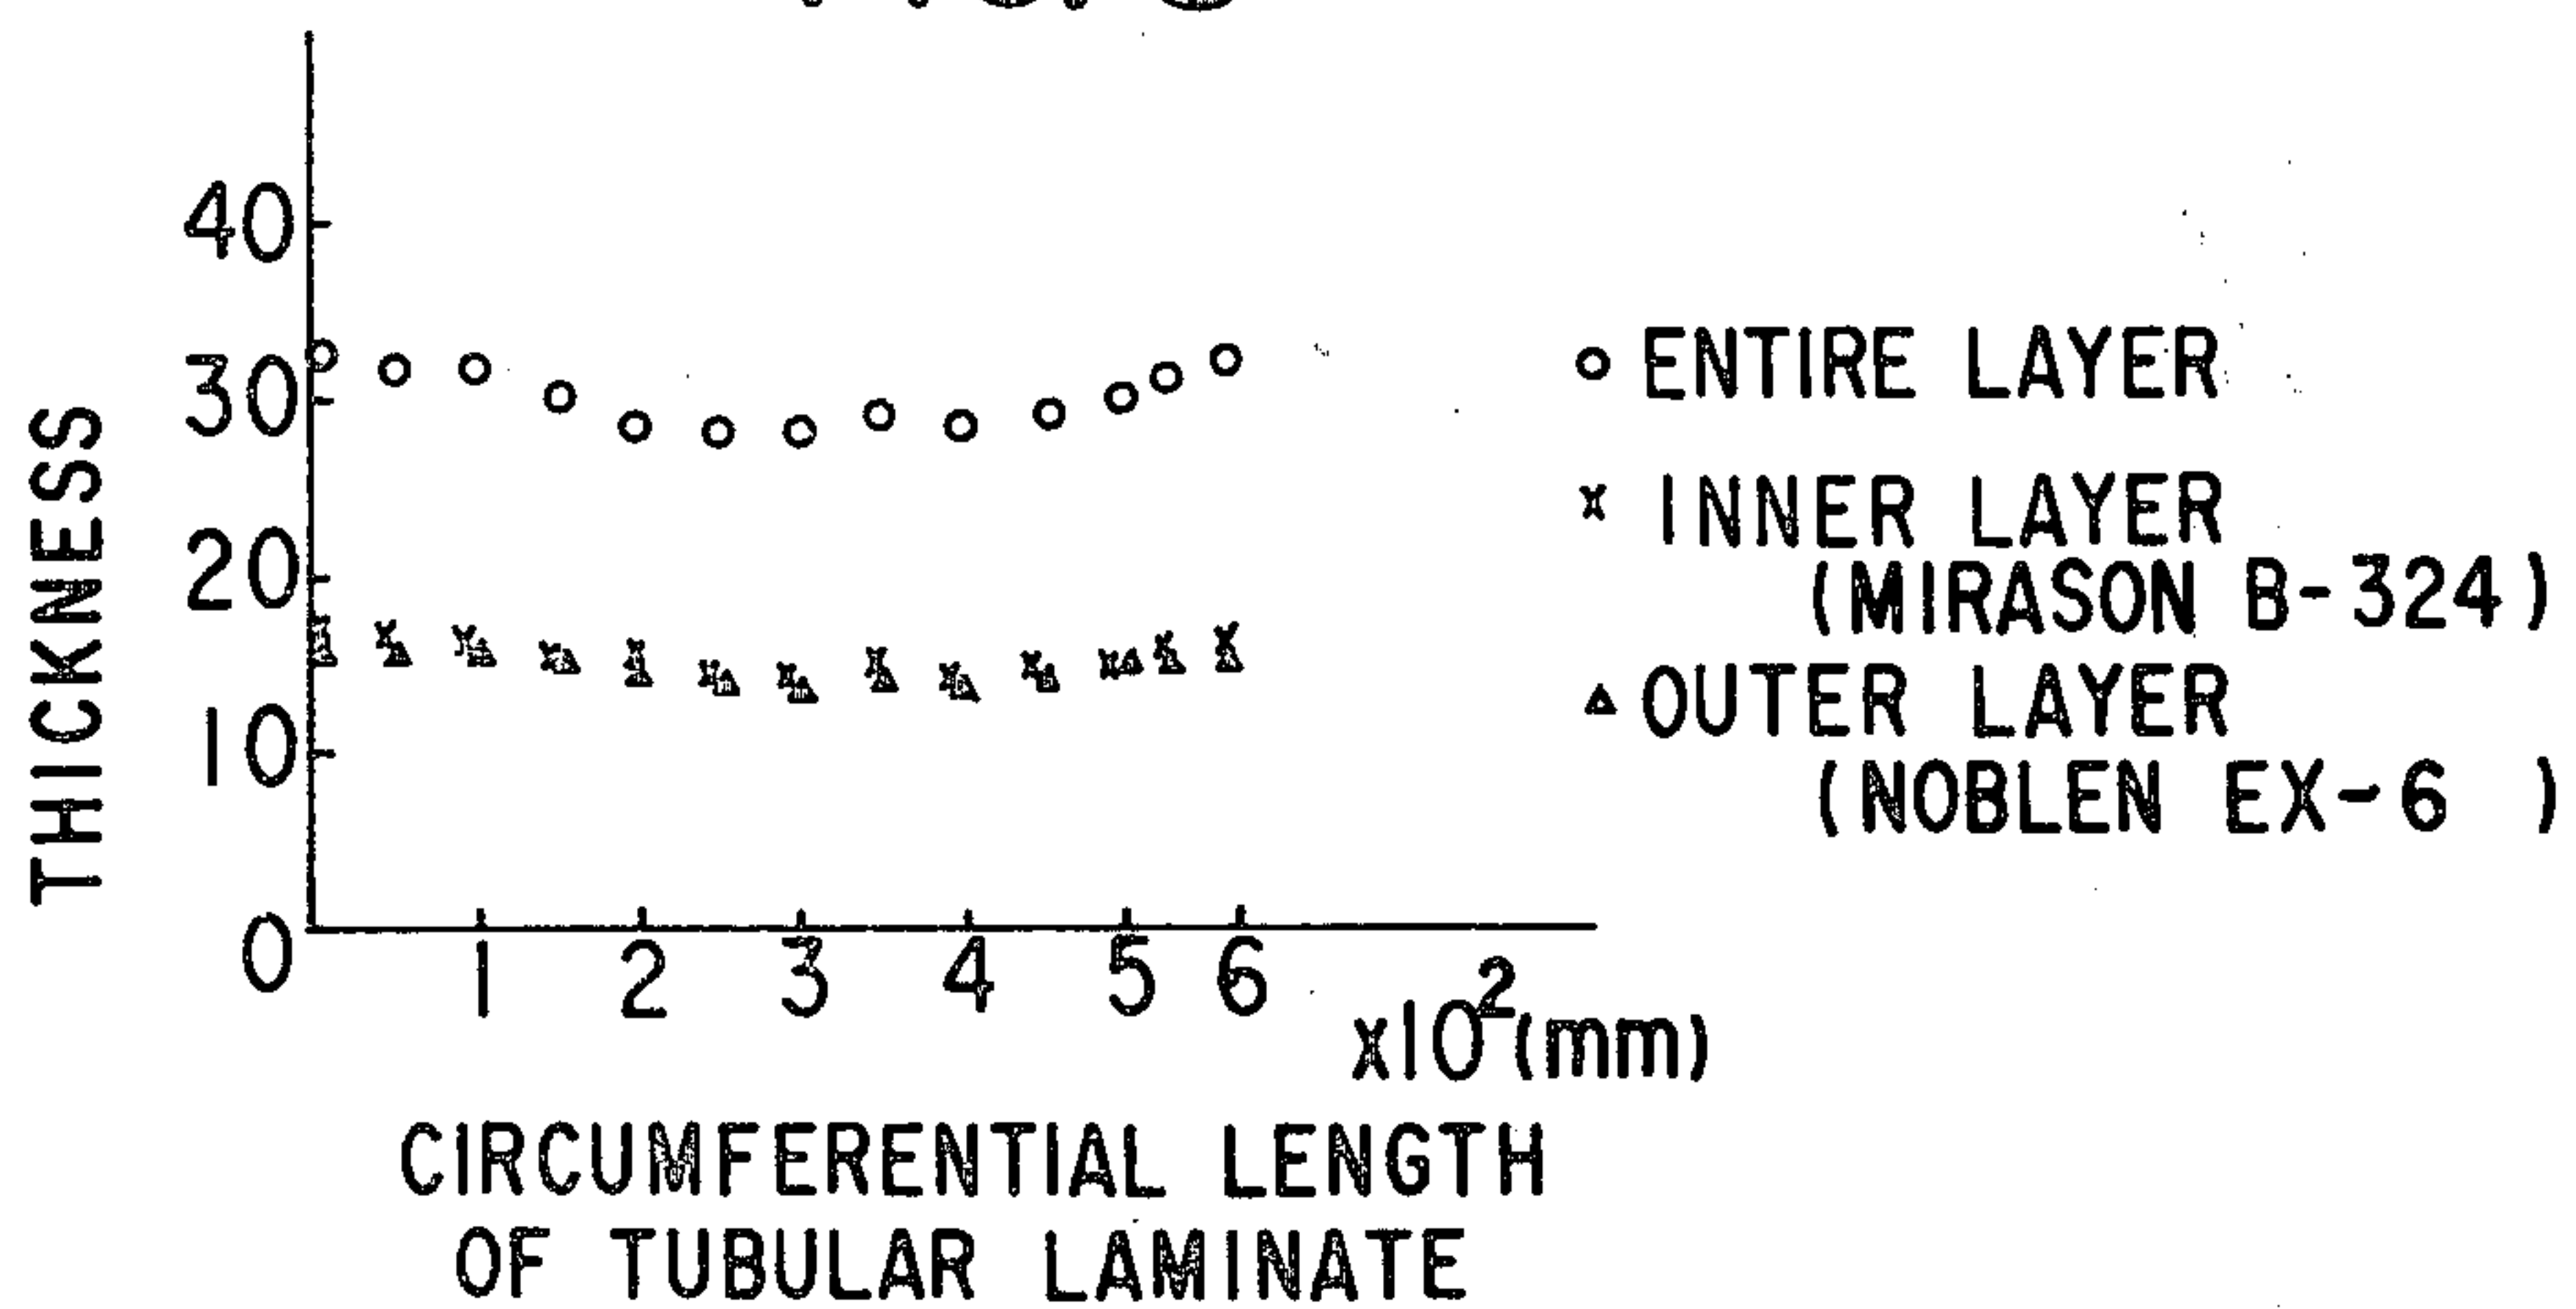 40
30
20
10
0
THICKNESS
1 2 3 4 5 6
x10²(mm)
CIRCUMFERENTIAL LENGTH
OF TUBULAR LAMINATE
o ENTIRE LAYER
x INNER LAYER
(MIRASON B-324)
▲ OUTER LAYER
(NOBLEN EX-6 )